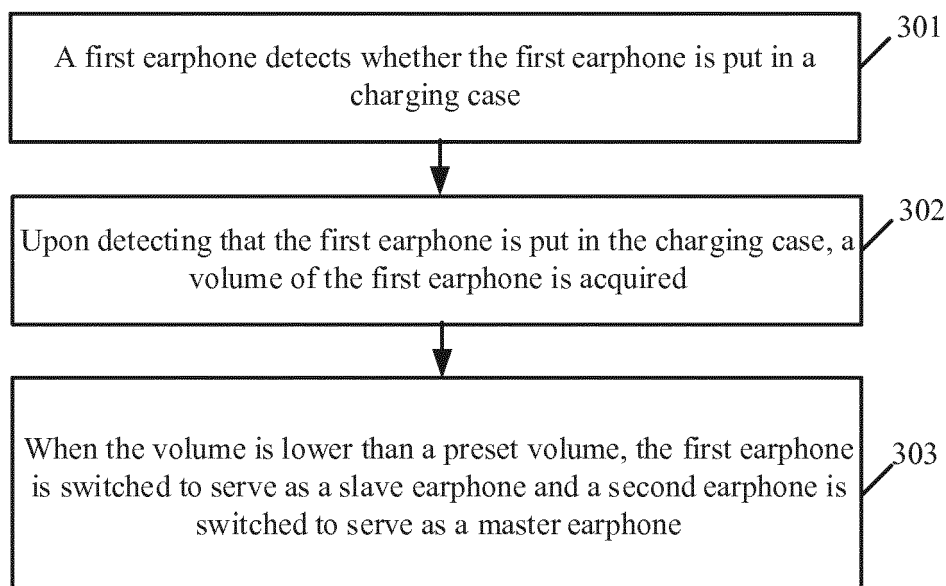 301
A first earphone detects whether the first earphone is put in a
charging case
302
Upon detecting that the first earphone is put in the charging case, a
volume of the first earphone is acquired
303
When the volume is lower than a preset volume, the first earphone
is switched to serve as a slave earphone and a second earphone is
switched to serve as a master earphone